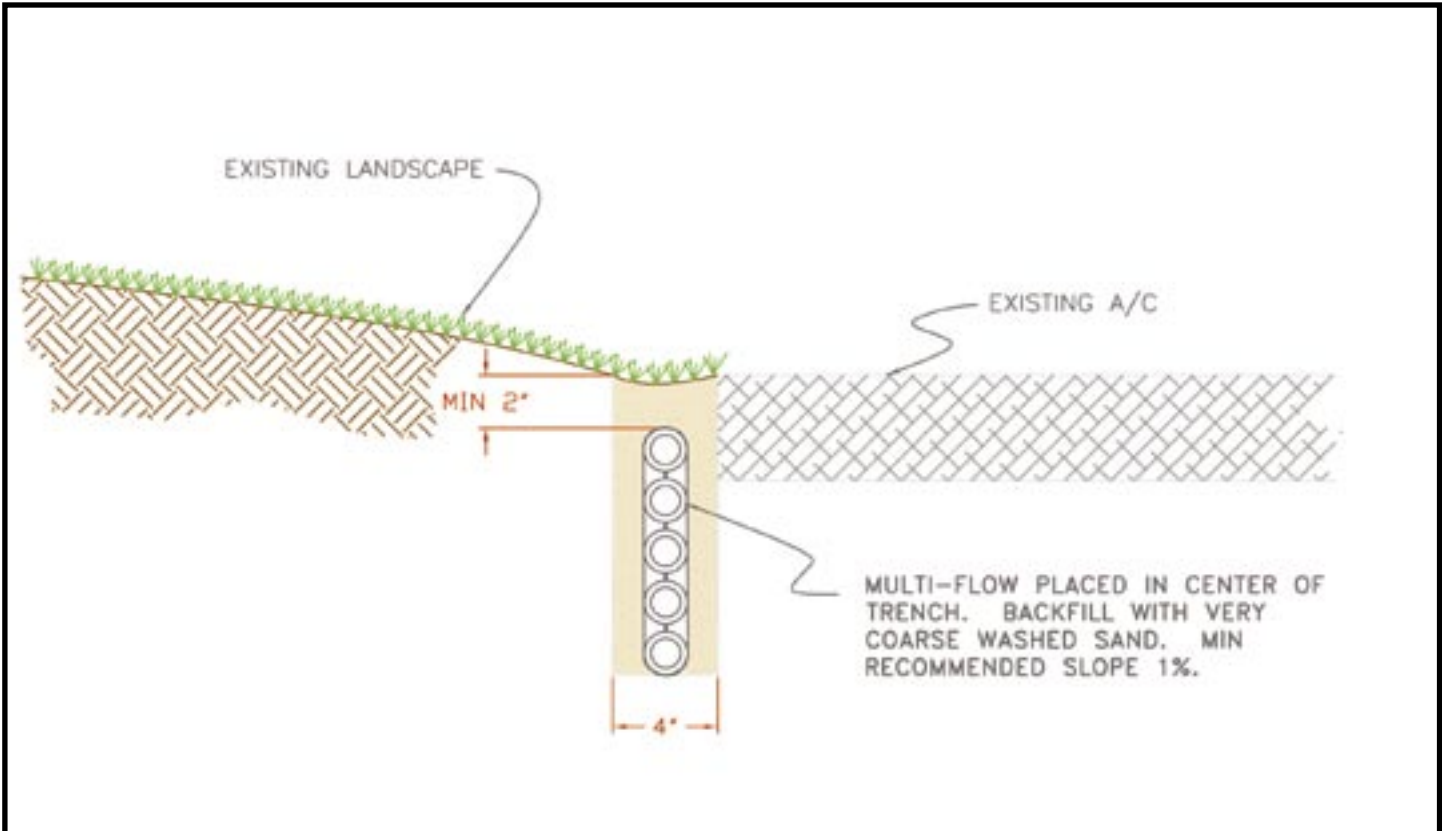 EXISTING LANDSCAPE
EXISTING A/C
MIN 2"
MULTI-FLOW PLACED IN CENTER OF
TRENCH. BACKFILL WITH VERY
COARSE WASHED SAND. MIN
RECOMMENDED SLOPE 1%.
4"